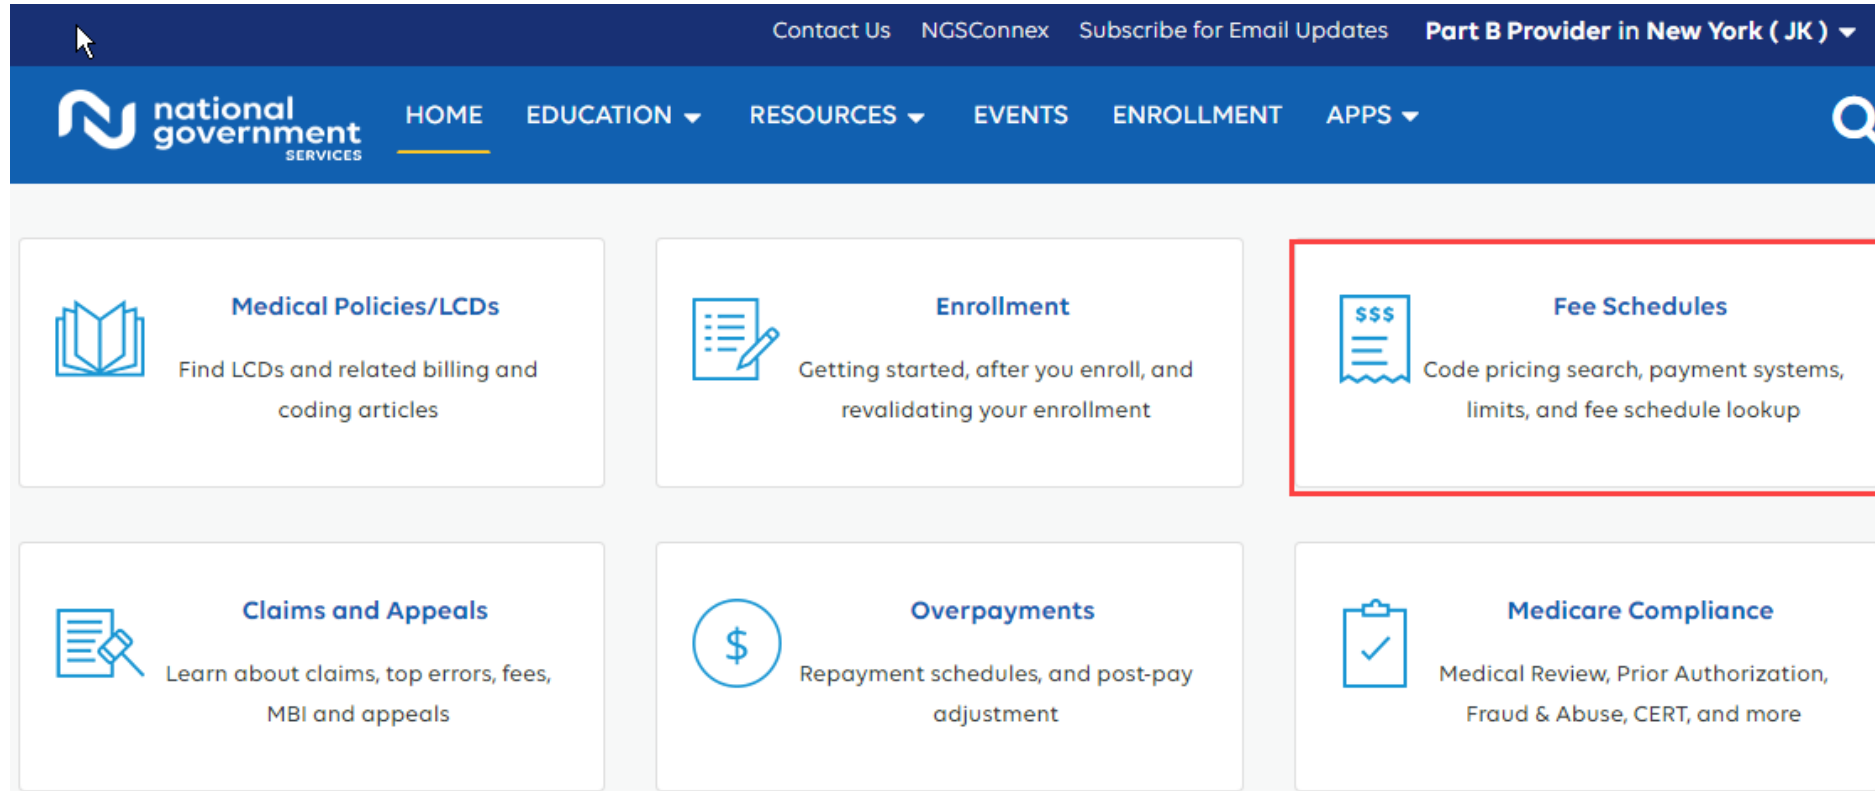 Contact Us NGSConnex Subscribe for Email Updates Part B Provider in New York ( JK )
national
government
SERVICES
HOME EDUCATION RESOURCES EVENTS ENROLLMENT APPS
Medical Policies/LCDs
Find LCDs and related billing and
coding articles
Enrollment
Getting started, after you enroll, and
revalidating your enrollment
$$$
Fee Schedules
Code pricing search, payment systems,
limits, and fee schedule lookup
Claims and Appeals
Learn about claims, top errors, fees,
MBI and appeals
$
Overpayments
Repayment schedules, and post-pay
adjustment
Medicare Compliance
Medical Review, Prior Authorization,
Fraud & Abuse, CERT, and more